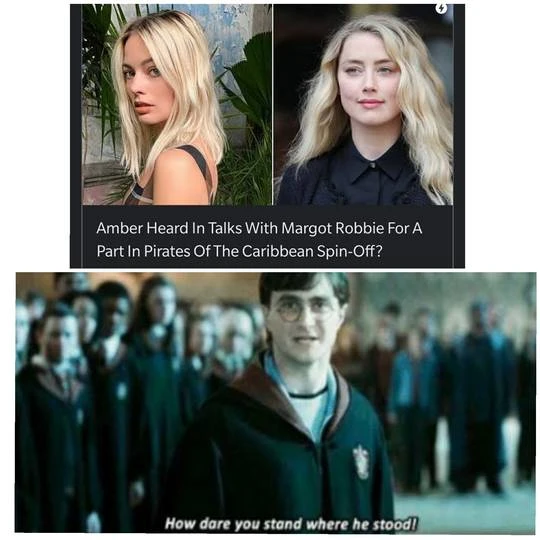 Amber Heard In Talks With Margot Robbie For A
Part In Pirates Of The Caribbean Spin-Off?
How dare you stand where he stood!